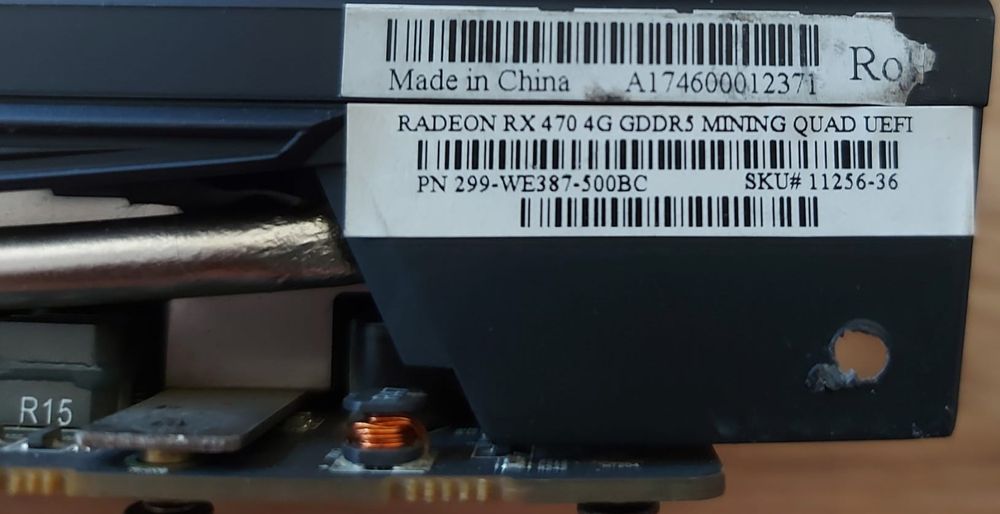 Made in China A174600012371 Ro
RADEON RX 470 4G GDDR5 MINING QUAD UEFI
PN 299-WE387-500BC SKU# 11256-36
R15